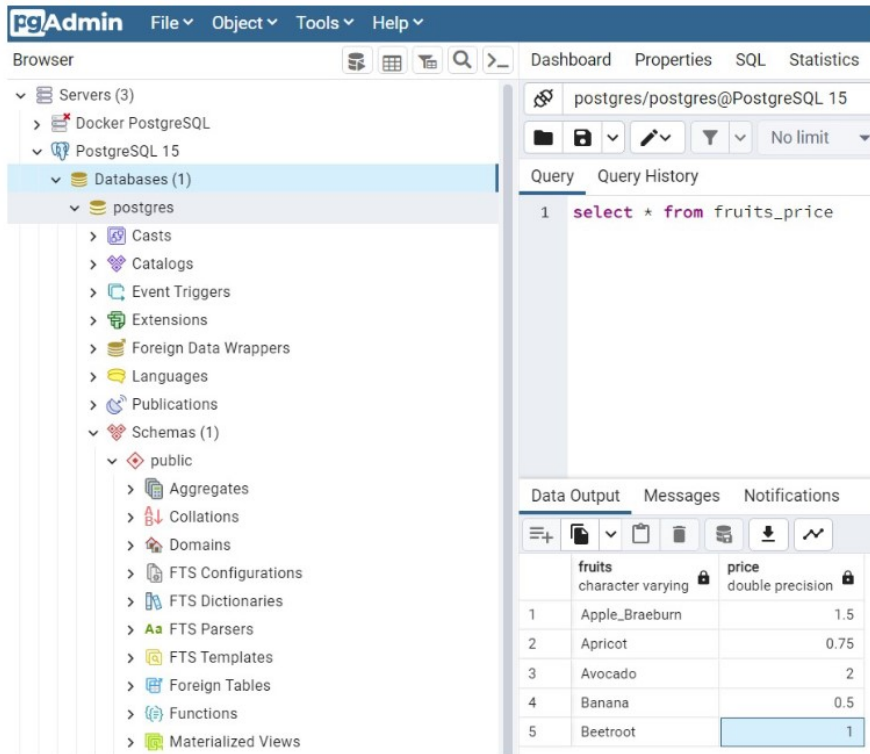 pgAdmin File Object Tools Help
Browser
Servers (3)
Docker PostgreSQL
PostgreSQL 15
Databases (1)
postgres
Casts
Catalogs
Event Triggers
Extensions
Foreign Data Wrappers
Languages
Publications
Schemas (1)
public
Aggregates
Collations
Domains
FTS Configurations
FTS Dictionaries
Aa FTS Parsers
FTS Templates
Foreign Tables
Functions
Materialized Views
Dashboard Properties SQL Statistics
postgres/postgres@PostgreSQL 15
No limit
Query Query History
1 select * from fruits_price
Data Output Messages Notifications
fruits price
character varying double precision
1 Apple_Braeburn 1.5
2 Apricot 0.75
3 Avocado 2
4 Banana 0.5
5 Beetroot 1